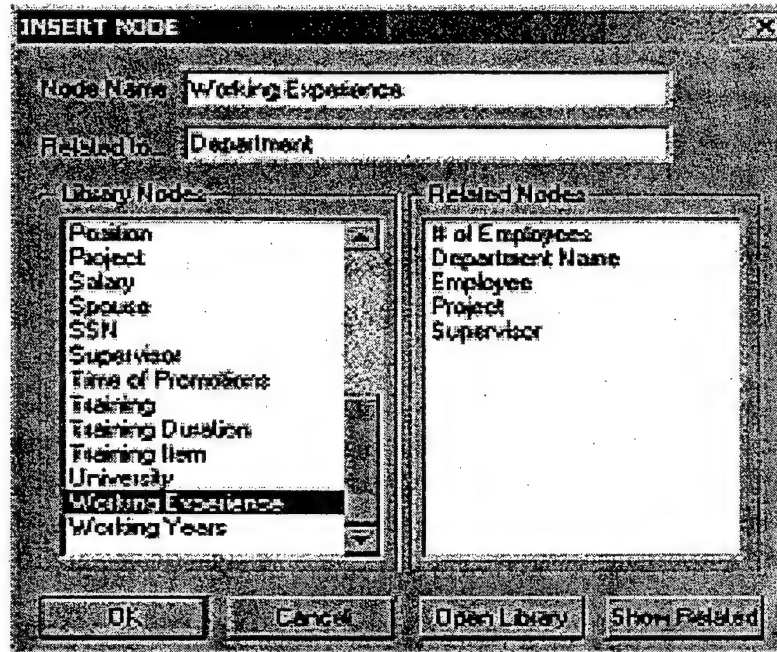 INSERT NODE
Node Name Working Experience
Related to... Department
Library Nodes
Position
Project
Salary
Spouse
SSN
Supervisor
Time of Promotions
Training
Training Duration
Training Item
University
Working Experience
Working Years
Related Nodes
# of Employees
Department Name
Employee
Project
Supervisor
OK Cancel Open Library Show Related